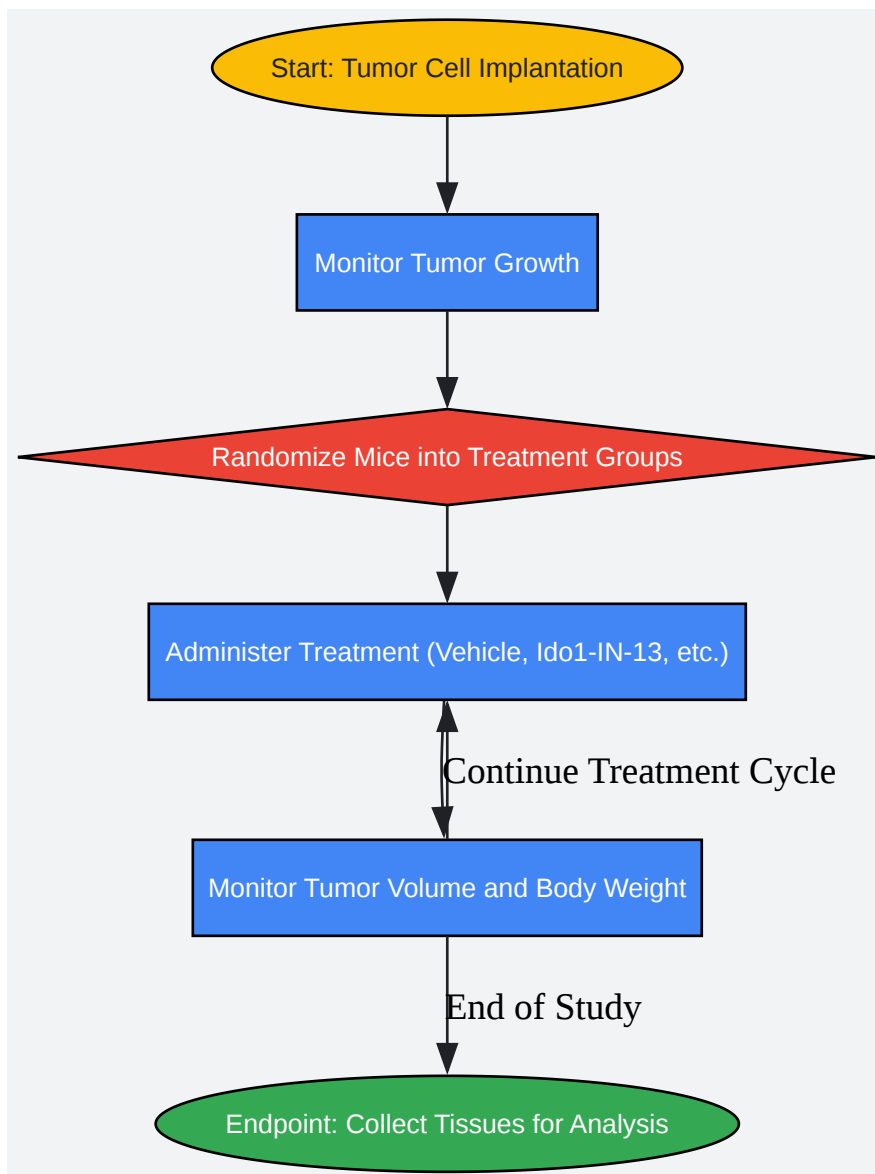 Start: Tumor Cell Implantation
Monitor Tumor Growth
Randomize Mice into Treatment Groups
Administer Treatment (Vehicle, Ido1-IN-13, etc.)
Continue Treatment Cycle
Monitor Tumor Volume and Body Weight
End of Study
Endpoint: Collect Tissues for Analysis